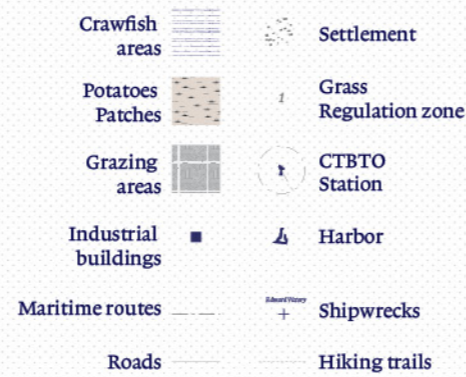 Crawfish
areas
Settlement
Potatoes
Patches
1
Grass
Regulation zone
Grazing
areas
CTBTO
Station
Industrial
buildings
Harbor
Maritime routes
Shipwrecks
Roads
Hiking trails